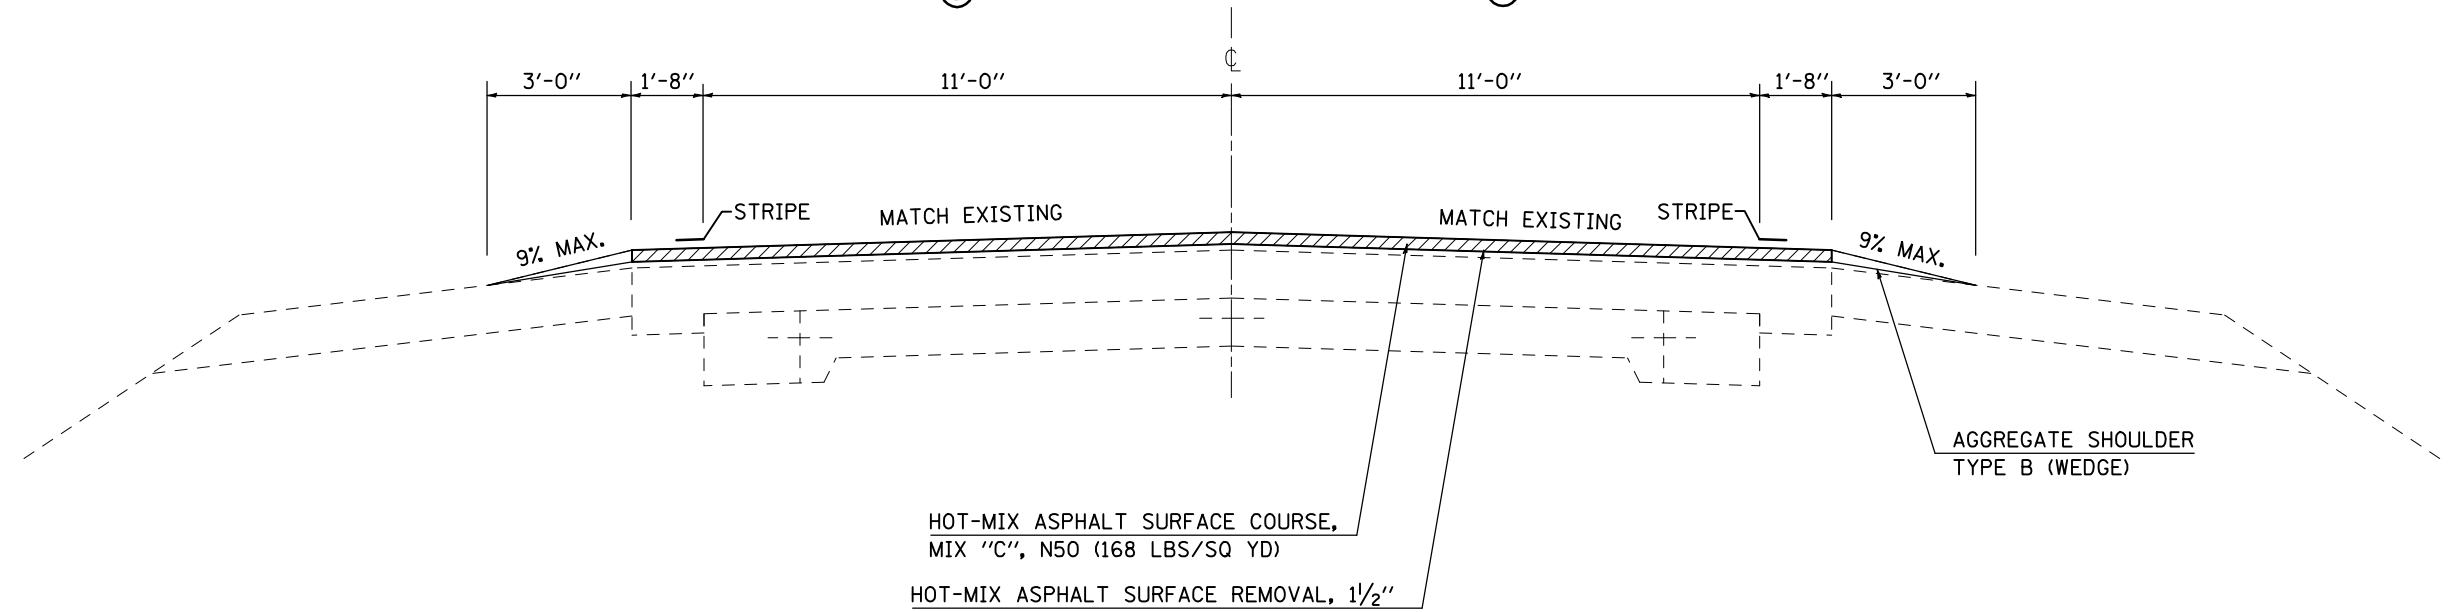 ℄
3'-0" 1'-8" 11'-0" 11'-0" 1'-8" 3'-0"
STRIPE MATCH EXISTING MATCH EXISTING STRIPE
9% MAX. 9% MAX.
AGGREGATE SHOULDER
TYPE B (WEDGE)
HOT-MIX ASPHALT SURFACE COURSE,
MIX "C", N50 (168 LBS/SQ YD)
HOT-MIX ASPHALT SURFACE REMOVAL, 1 1/2"